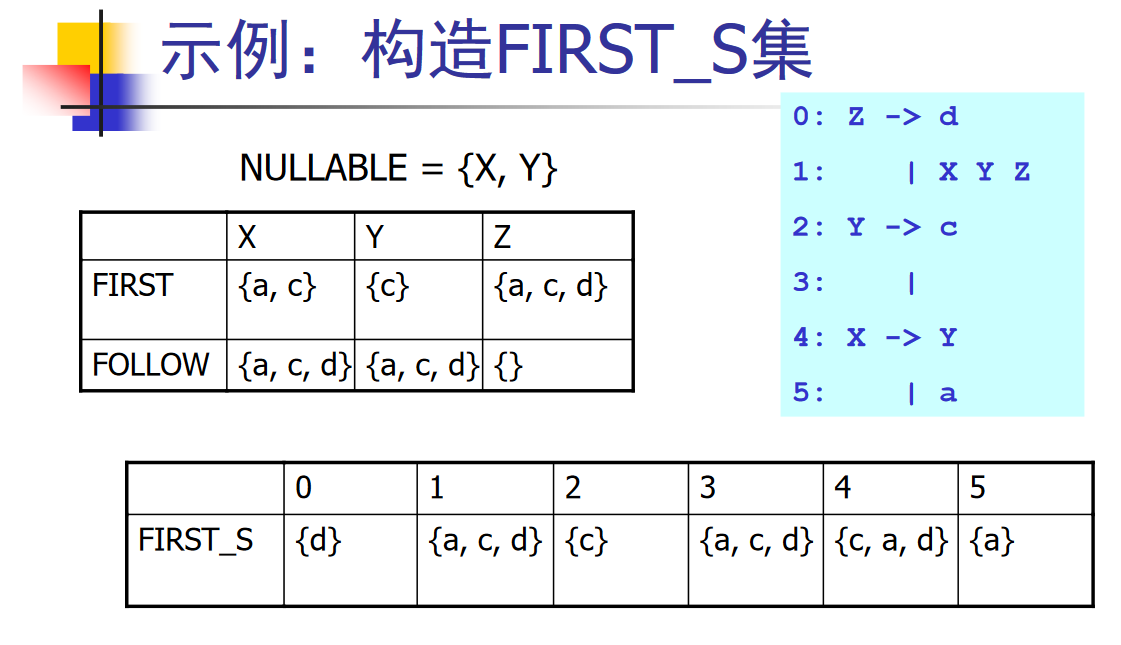 示例：构造FIRST_S集
NULLABLE = {X, Y}
0: Z -> d
1: | X Y Z
2: Y -> c
3: |
4: X -> Y
5: | a
X Y Z
FIRST {a, c} {c} {a, c, d}
FOLLOW {a, c, d} {a, c, d} {}
0 1 2 3 4 5
FIRST_S {d} {a, c, d} {c} {a, c, d} {c, a, d} {a}